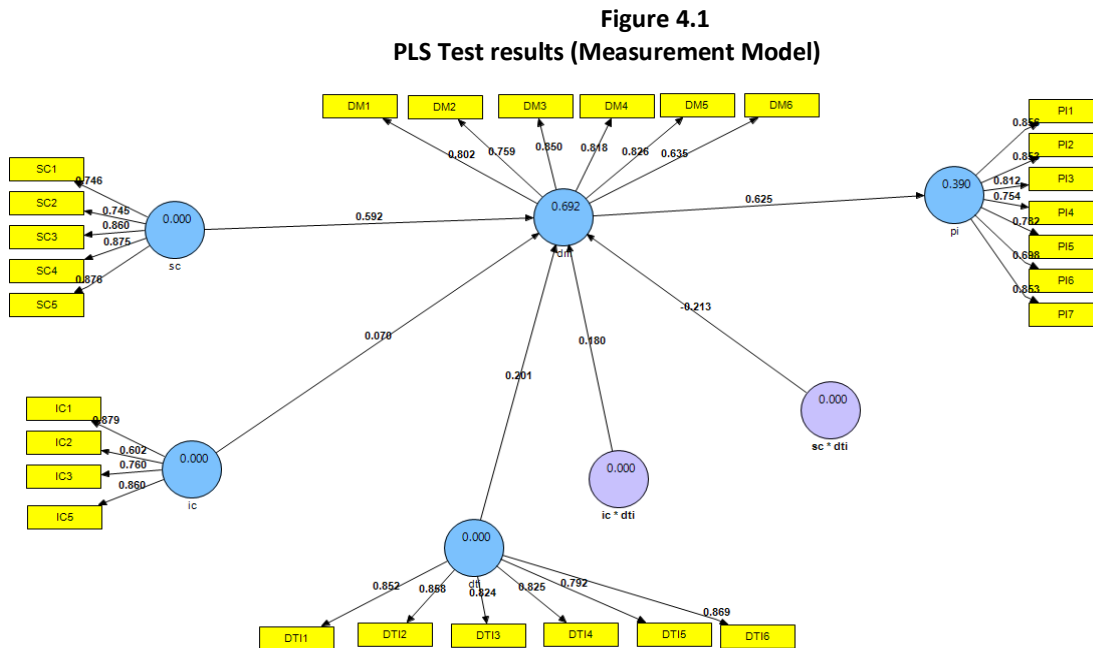 Figure 4.1
PLS Test results (Measurement Model)
DM1
DM2
DM3
DM4
DM5
DM6
0.802
0.759
0.850
0.818
0.826
0.635
SC1
SC2
SC3
SC4
SC5
0.746
0.745
0.860
0.875
0.878
0.000
sc
0.592
0.692
dm
0.625
0.390
pi
PI1
PI2
PI3
PI4
PI5
PI6
PI7
0.856
0.853
0.812
0.754
0.782
0.698
0.853
0.070
0.201
0.180
-0.213
0.000
sc * dti
0.000
ic * dti
IC1
IC2
IC3
IC5
0.879
0.602
0.760
0.860
0.000
ic
0.000
dti
0.852
0.858
0.824
0.825
0.792
0.869
DTI1
DTI2
DTI3
DTI4
DTI5
DTI6